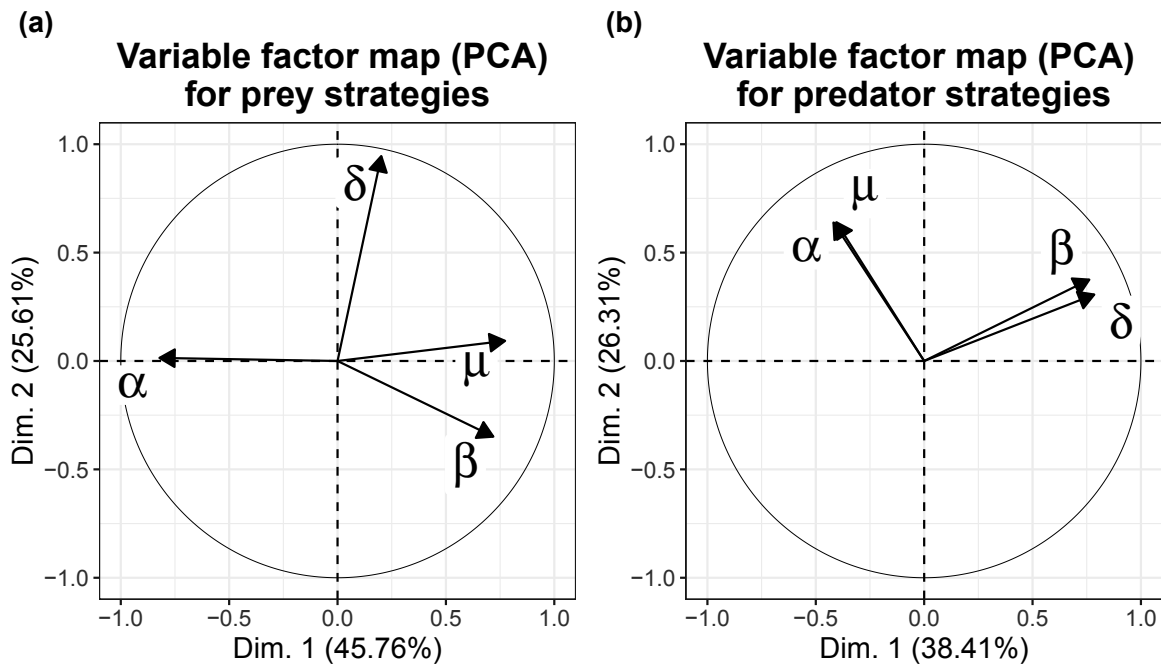 (a)
Variable factor map (PCA)
for prey strategies
1.0
0.5
0.0
−0.5
−1.0
Dim. 2 (25.61%)
δ
α
μ
β
−1.0 −0.5 0.0 0.5 1.0
Dim. 1 (45.76%)
(b)
Variable factor map (PCA)
for predator strategies
1.0
0.5
0.0
−0.5
−1.0
Dim. 2 (26.31%)
μ
α
β
δ
−1.0 −0.5 0.0 0.5 1.0
Dim. 1 (38.41%)